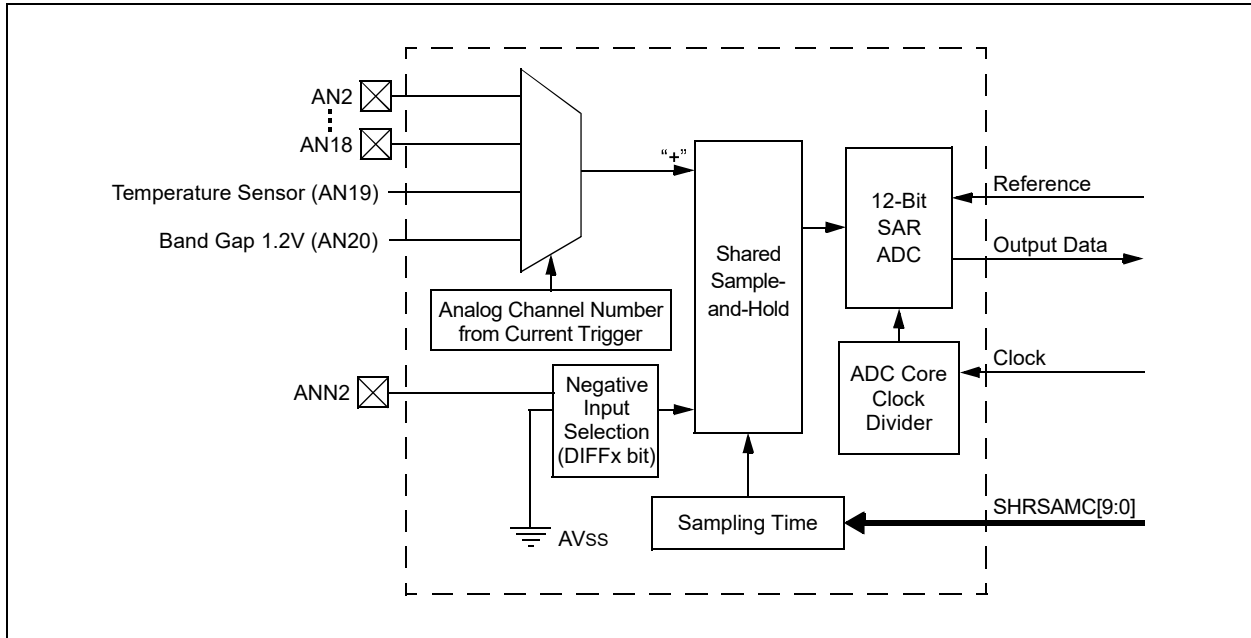 AN2
AN18
Temperature Sensor (AN19)
Band Gap 1.2V (AN20)
Analog Channel Number
from Current Trigger
ANN2
Negative
Input
Selection
(DIFFx bit)
AVSS
“+”
Shared
Sample-
and-Hold
Sampling Time
12-Bit
SAR
ADC
ADC Core
Clock
Divider
Reference
Output Data
Clock
SHRSAMC[9:0]